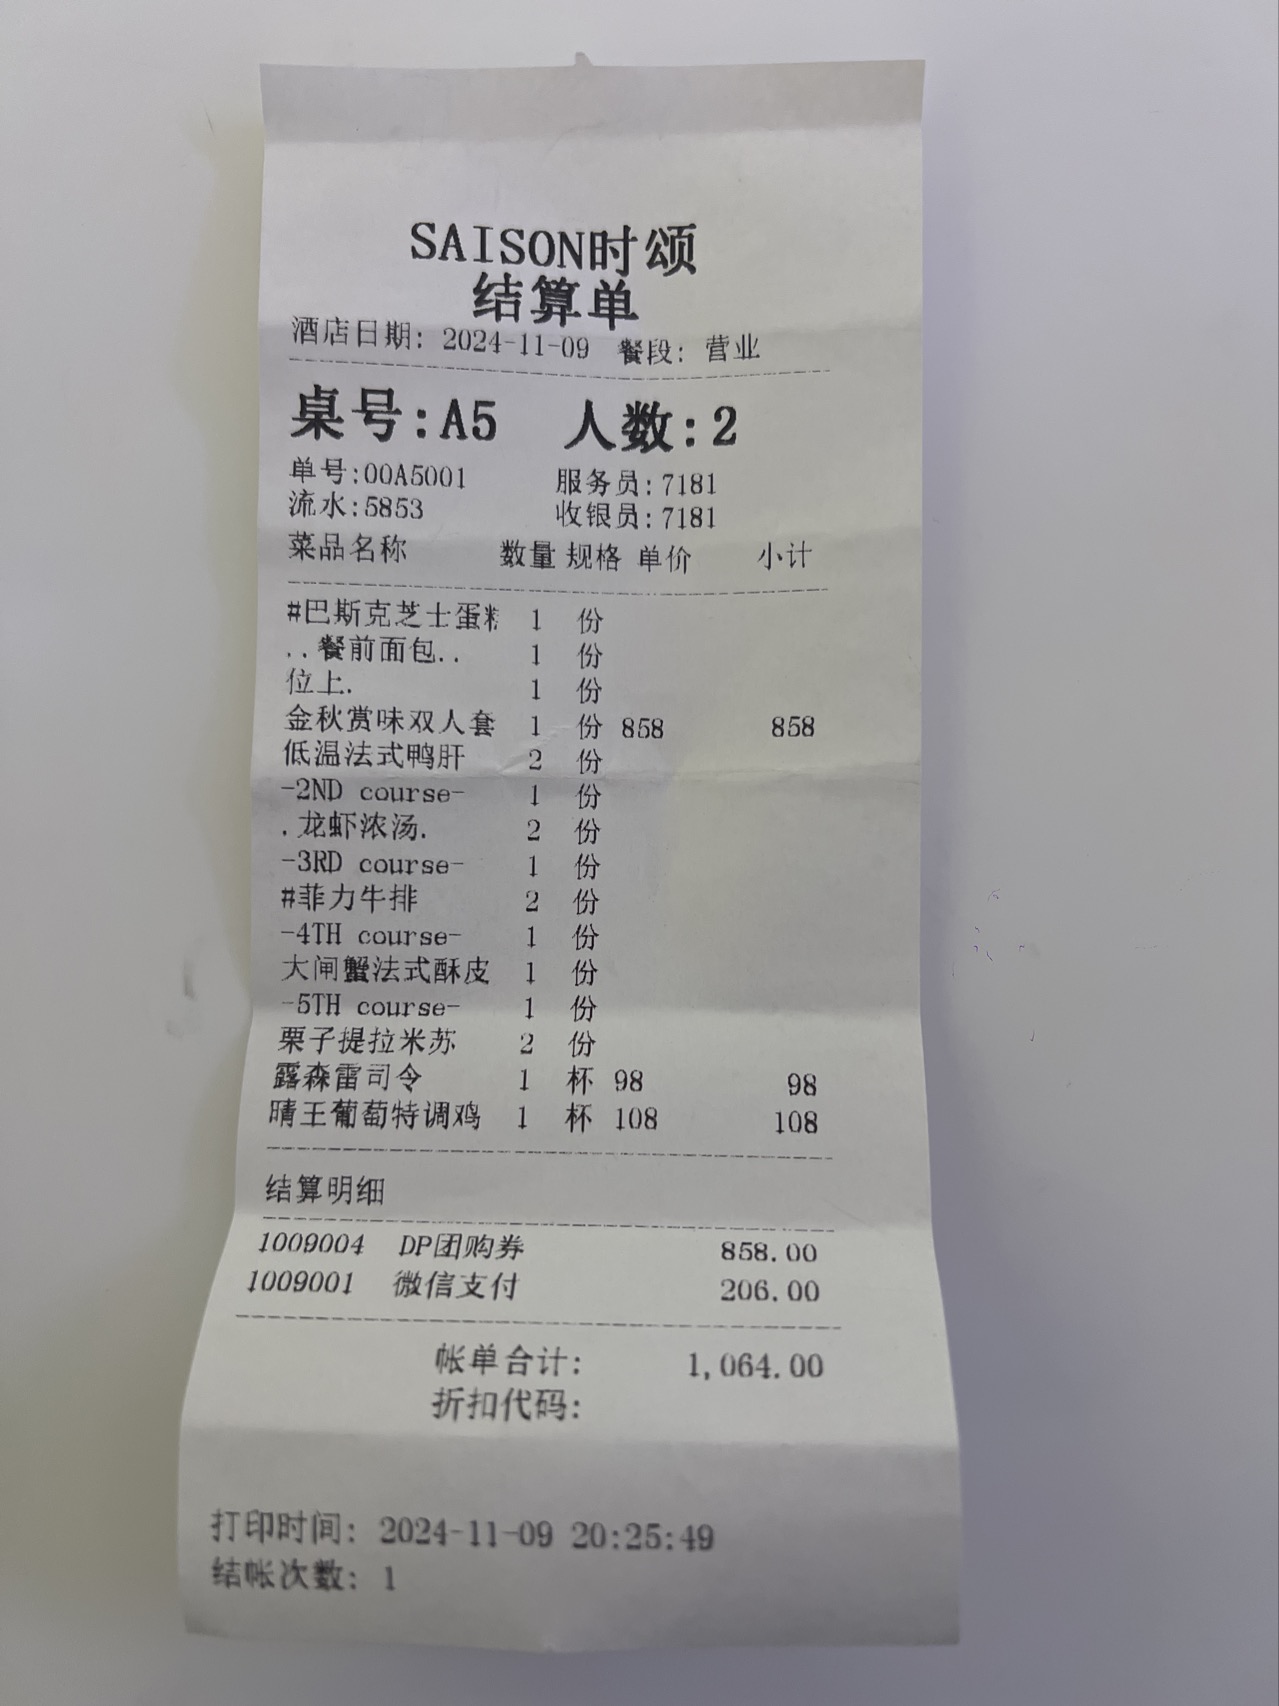 SAISON时颂
结算单
酒店日期: 2024-11-09 餐段: 营业
桌号:A5 人数:2
单号:00A5001 服务员:7181
流水:5853 收银员:7181
菜品名称 数量 规格 单价 小计
#巴斯克芝士蛋糕 1 份
..餐前面包.. 1 份
位上. 1 份
金秋赏味双人套 1 份 858 858
低温法式鸭肝 2 份
-2ND course- 1 份
.龙虾浓汤. 2 份
-3RD course- 1 份
#菲力牛排 2 份
-4TH course- 1 份
大闸蟹法式酥皮 1 份
-5TH course- 1 份
栗子提拉米苏 2 份
露森雷司令 1 杯 98 98
晴王葡萄特调鸡 1 杯 108 108
结算明细
1009004 DP团购券 858.00
1009001 微信支付 206.00
帐单合计: 1,064.00
折扣代码:
打印时间: 2024-11-09 20:25:49
结帐次数: 1